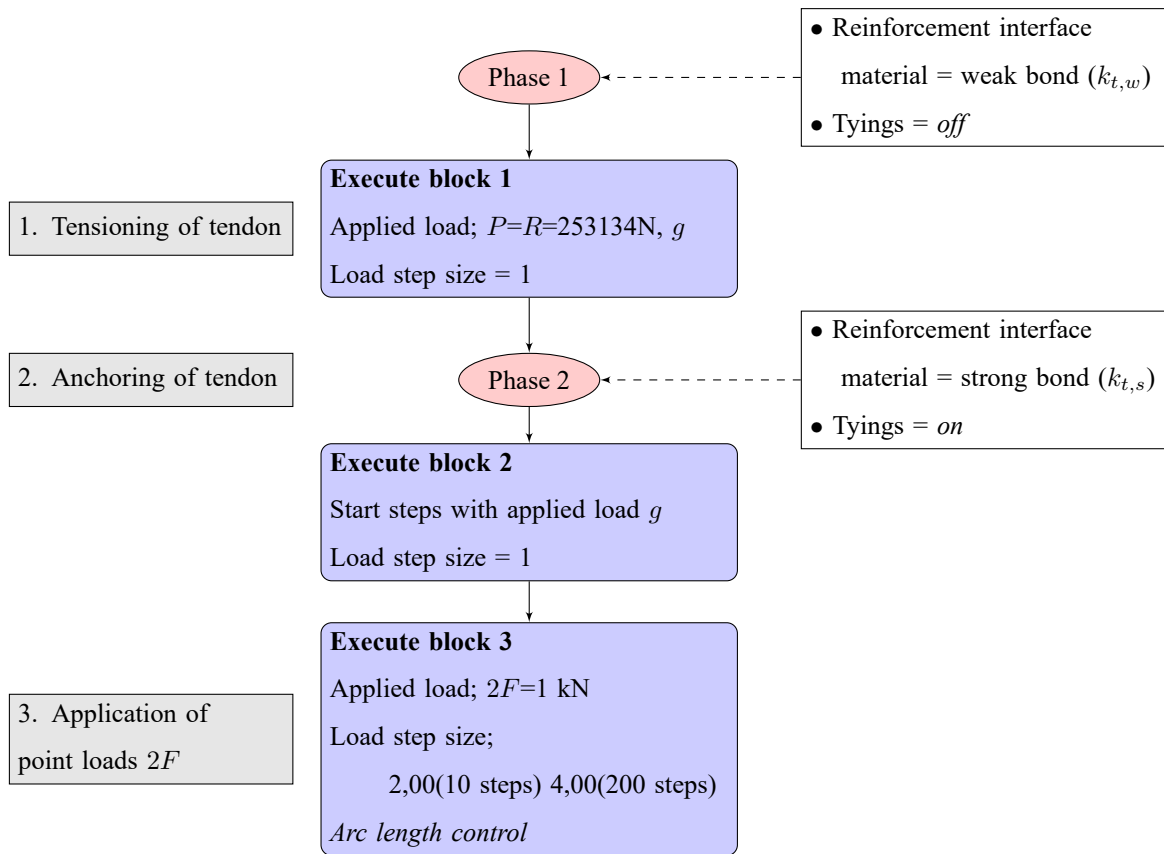 Phase 1
• Reinforcement interface
material = weak bond (k_{t,w})
• Tyings = off
1. Tensioning of tendon
Execute block 1
Applied load; P=R=253134N, g
Load step size = 1
2. Anchoring of tendon
Phase 2
• Reinforcement interface
material = strong bond (k_{t,s})
• Tyings = on
Execute block 2
Start steps with applied load g
Load step size = 1
3. Application of
point loads 2F
Execute block 3
Applied load; 2F=1 kN
Load step size;
2,00(10 steps) 4,00(200 steps)
Arc length control